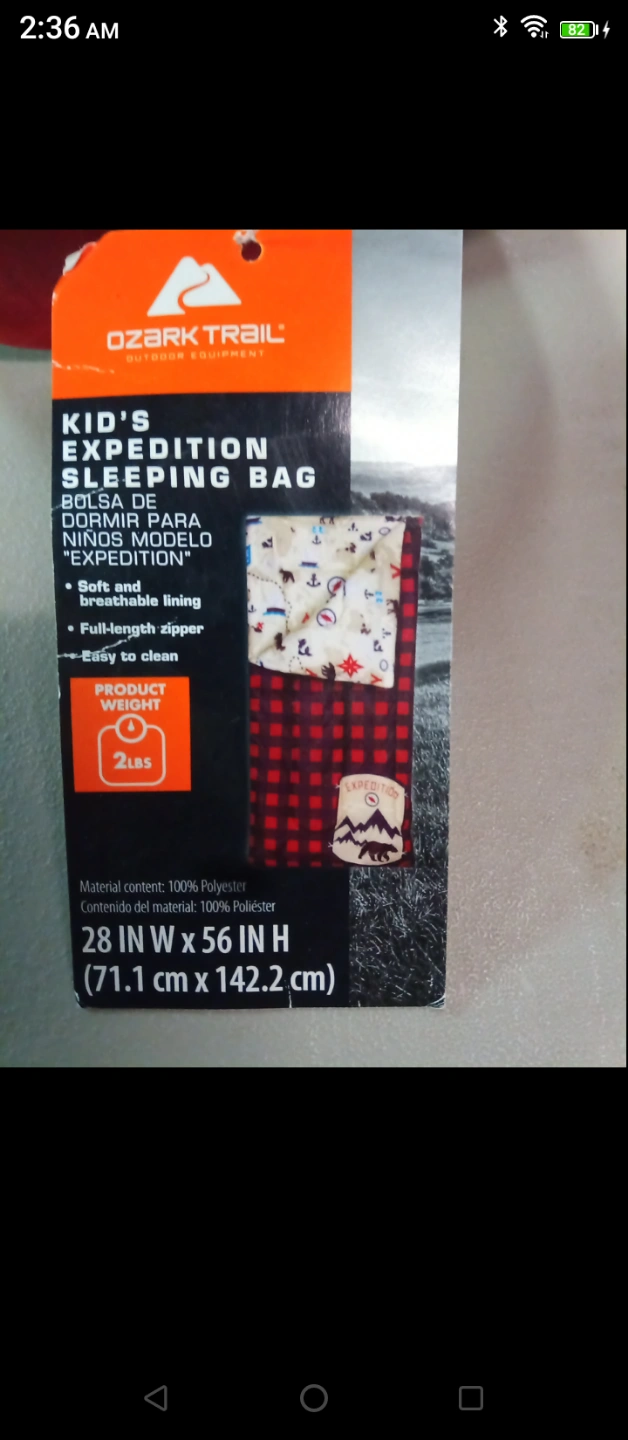 2:36 AM
82
OZARK TRAIL®
OUTDOOR EQUIPMENT
KID'S
EXPEDITION
SLEEPING BAG
BOLSA DE
DORMIR PARA
NIÑOS MODELO
"EXPEDITION"
• Soft and
breathable lining
• Full-length zipper
• Easy to clean
PRODUCT
WEIGHT
2LBS
EXPEDITION
Material content: 100% Polyester
Contenido del material: 100% Poliéster
28 IN W x 56 IN H
(71.1 cm x 142.2 cm)